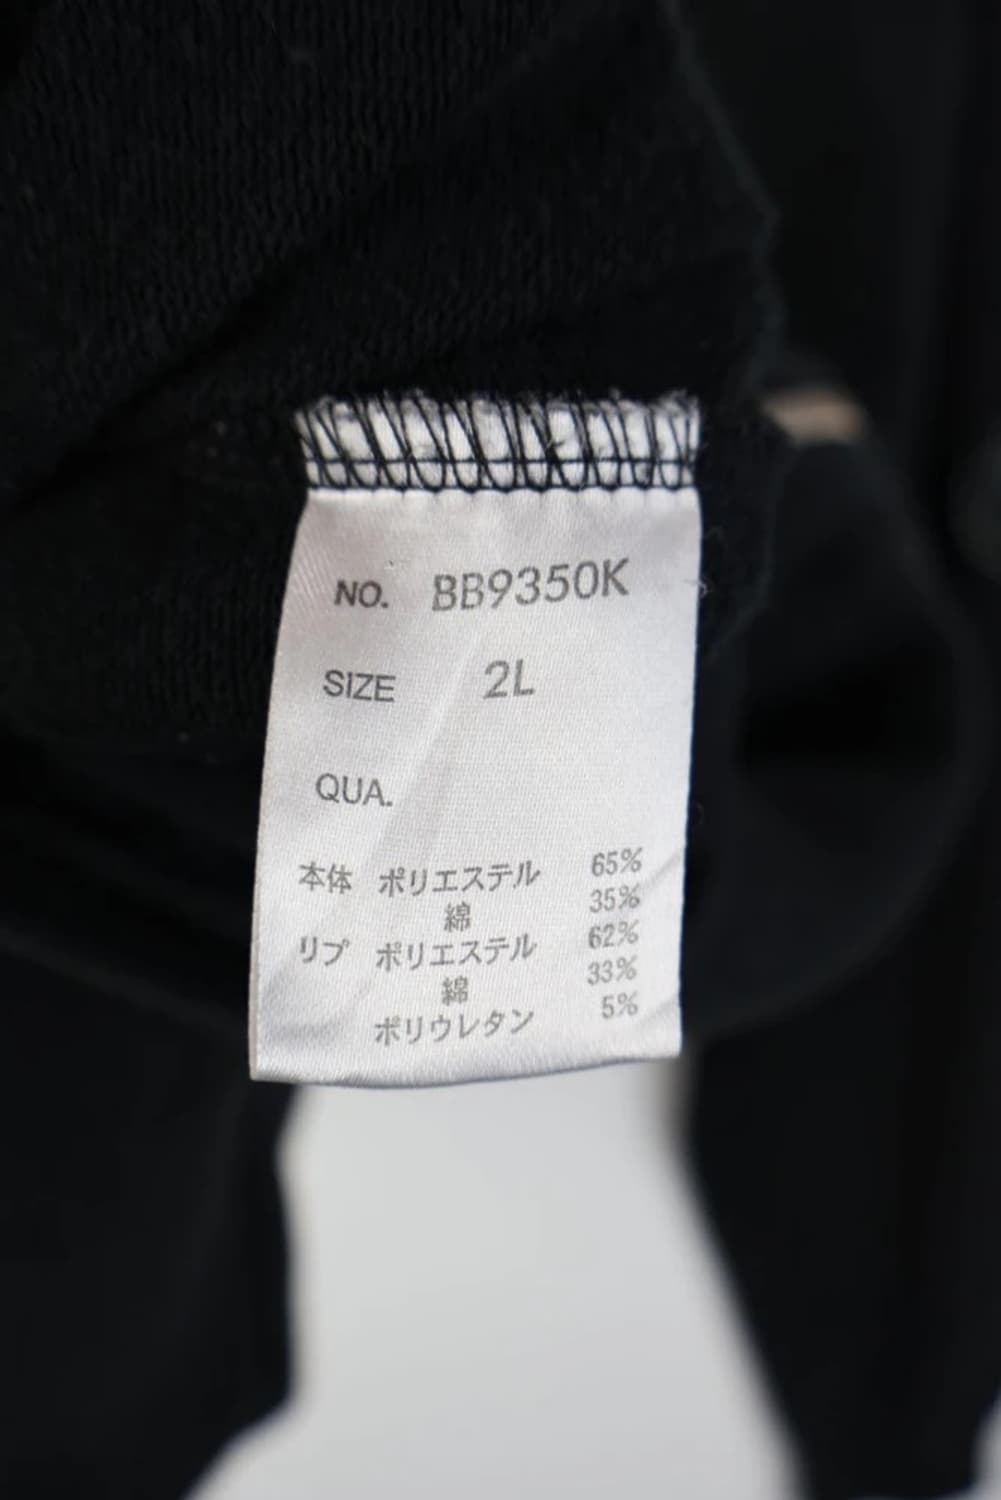 NO. BB9350K
SIZE 2L
QUA.
本体 ポリエステル 65%
綿 35%
リブ ポリエステル 62%
綿 33%
ポリウレタン 5%